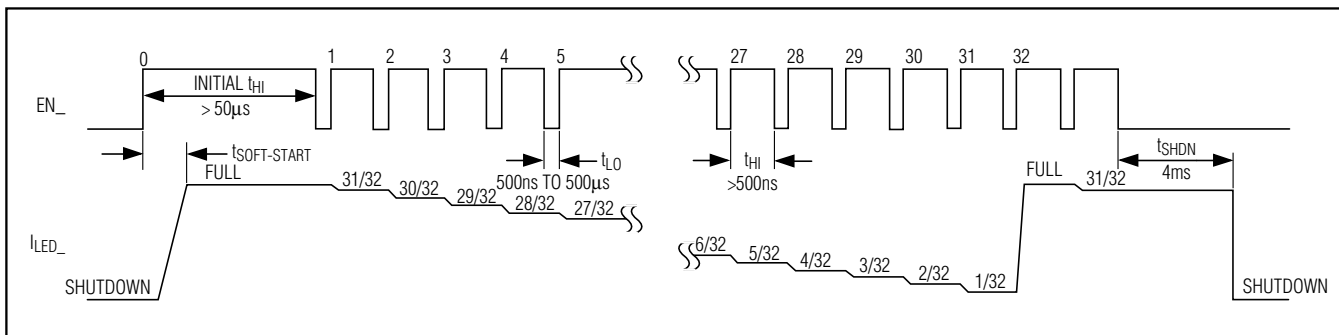 0 1 2 3 4 5 27 28 29 30 31 32
EN_
INITIAL tHI
> 50μs
tSOFT-START
tLO
500ns TO 500μs
tHI
>500ns
tSHDN
4ms
ILED_
SHUTDOWN
FULL
31/32
30/32
29/32
28/32
27/32
6/32
5/32
4/32
3/32
2/32
1/32
FULL
31/32
SHUTDOWN